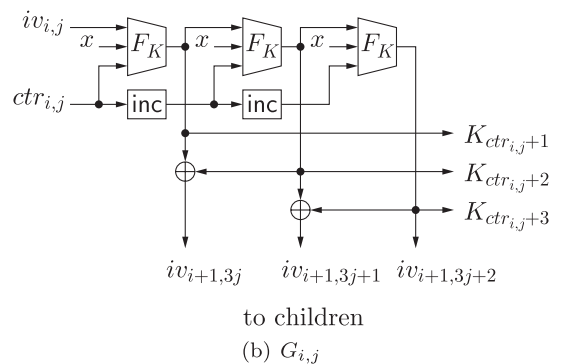 iv_{i,j}
x F_K x F_K x F_K
ctr_{i,j} inc inc
K_{ctr_{i,j}+1}
K_{ctr_{i,j}+2}
K_{ctr_{i,j}+3}
iv_{i+1,3j} iv_{i+1,3j+1} iv_{i+1,3j+2}
to children
(b) G_{i,j}